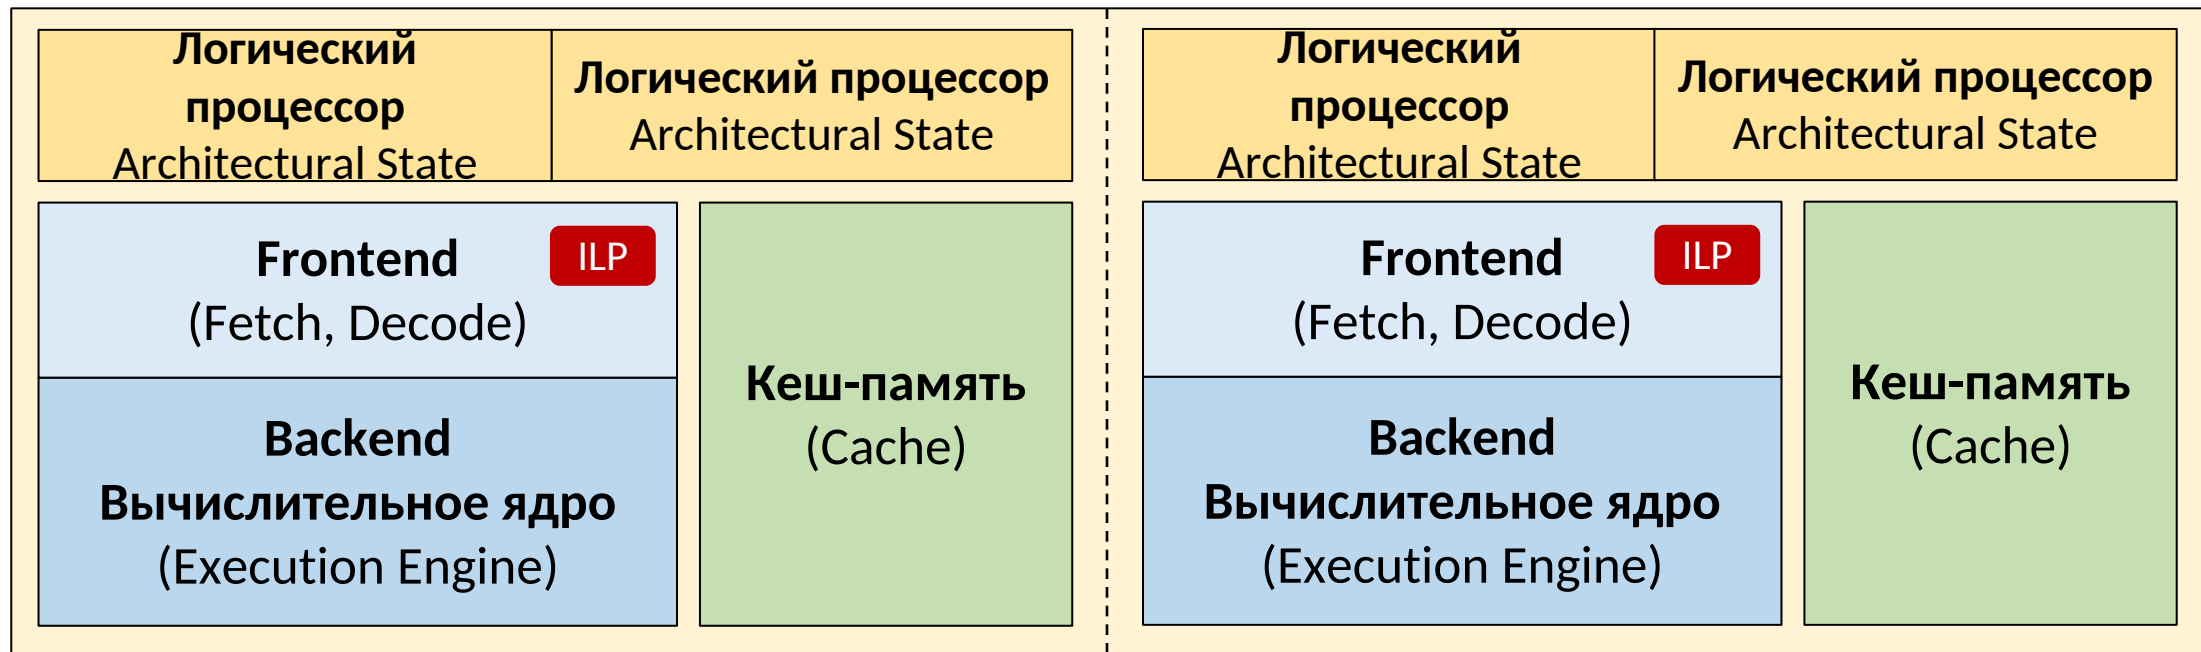 Логический
процессор
Architectural State
Логический процессор
Architectural State
Frontend
ILP
(Fetch, Decode)
Backend
Вычислительное ядро
(Execution Engine)
Кеш-память
(Cache)
Логический
процессор
Architectural State
Логический процессор
Architectural State
Frontend
ILP
(Fetch, Decode)
Backend
Вычислительное ядро
(Execution Engine)
Кеш-память
(Cache)